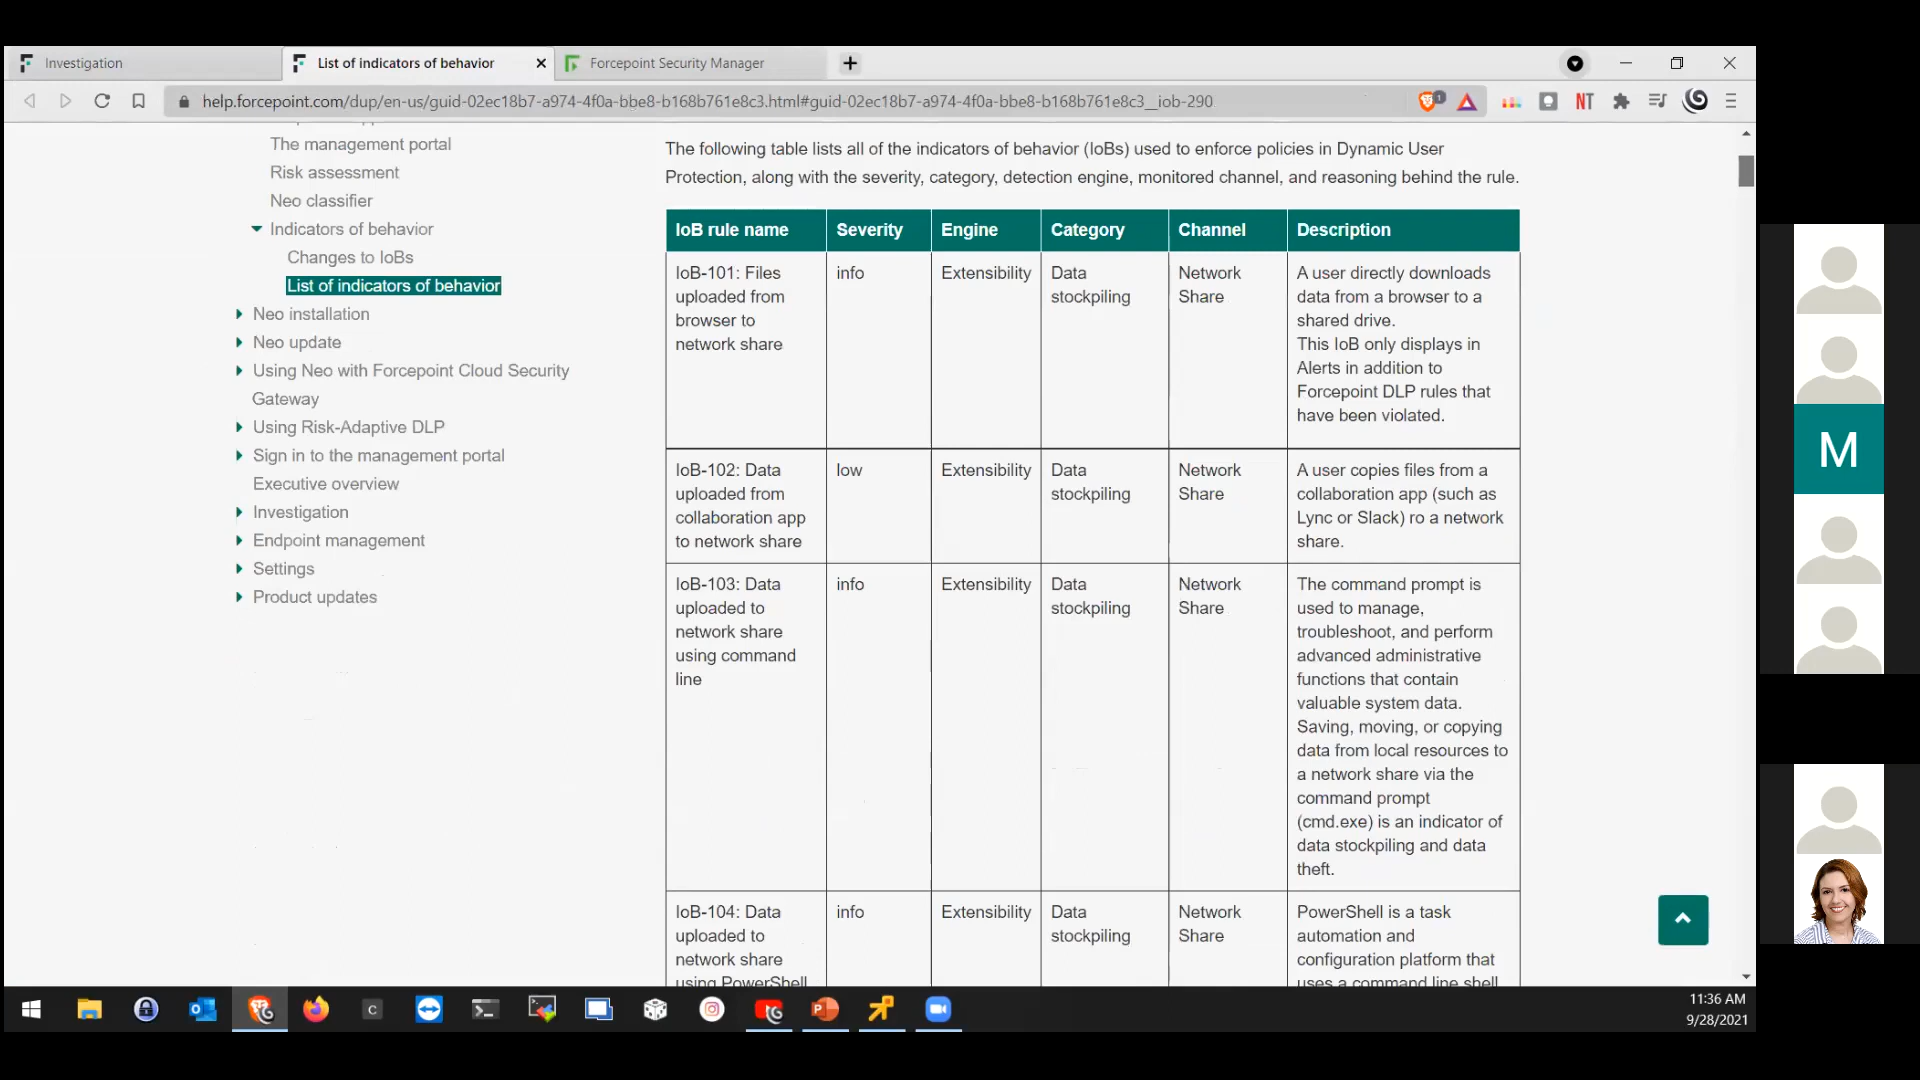 Investigation
List of indicators of behavior
Forcepoint Security Manager
help.forcepoint.com/dup/en-us/guid-02ec18b7-a974-4f0a-bbe8-b168b761e8c3.html#guid-02ec18b7-a974-4f0a-bbe8-b168b761e8c3__iob-290
1
NT
The management portal
Risk assessment
Neo classifier
Indicators of behavior
Changes to IoBs
List of indicators of behavior
Neo installation
Neo update
Using Neo with Forcepoint Cloud Security
Gateway
Using Risk-Adaptive DLP
Sign in to the management portal
Executive overview
Investigation
Endpoint management
Settings
Product updates
The following table lists all of the indicators of behavior (IoBs) used to enforce policies in Dynamic User
Protection, along with the severity, category, detection engine, monitored channel, and reasoning behind the rule.
IoB rule name Severity Engine Category Channel Description
IoB-101: Files
uploaded from
browser to
network share
info
Extensibility
Data
stockpiling
Network
Share
A user directly downloads
data from a browser to a
shared drive.
This IoB only displays in
Alerts in addition to
Forcepoint DLP rules that
have been violated.
IoB-102: Data
uploaded from
collaboration app
to network share
low
Extensibility
Data
stockpiling
Network
Share
A user copies files from a
collaboration app (such as
Lync or Slack) ro a network
share.
IoB-103: Data
uploaded to
network share
using command
line
info
Extensibility
Data
stockpiling
Network
Share
The command prompt is
used to manage,
troubleshoot, and perform
advanced administrative
functions that contain
valuable system data.
Saving, moving, or copying
data from local resources to
a network share via the
command prompt
(cmd.exe) is an indicator of
data stockpiling and data
theft.
IoB-104: Data
uploaded to
network share
using PowerShell
info
Extensibility
Data
stockpiling
Network
Share
PowerShell is a task
automation and
configuration platform that
uses a command line shell
M
11:36 AM
9/28/2021